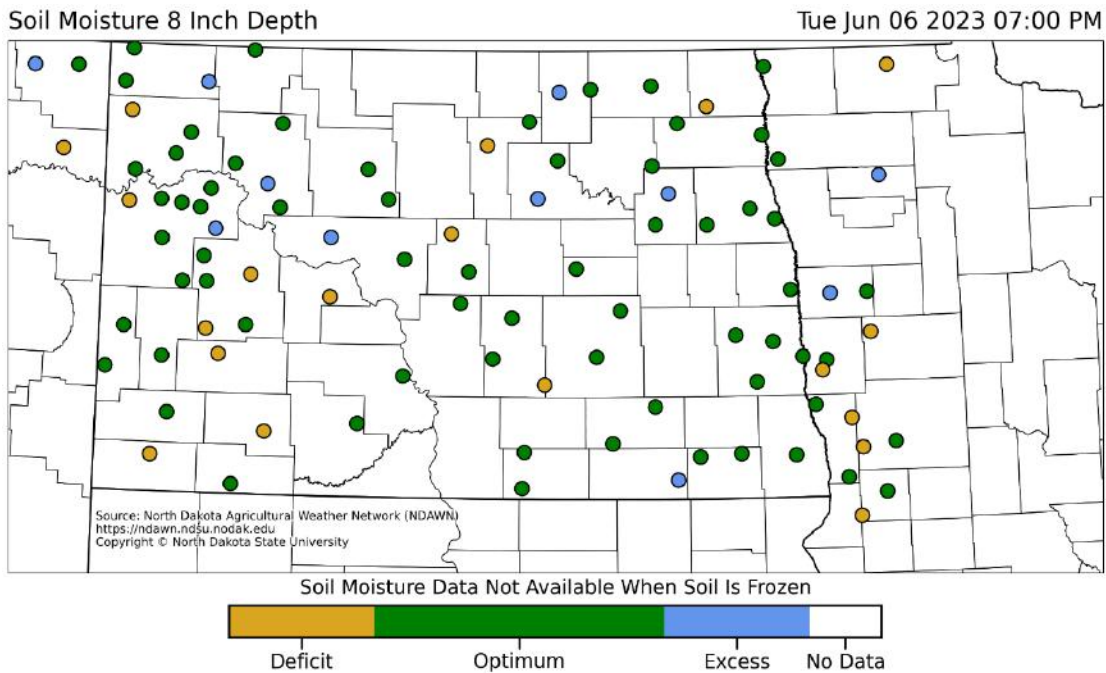 Soil Moisture 8 Inch Depth
Tue Jun 06 2023 07:00 PM
Source: North Dakota Agricultural Weather Network (NDAWN)
https://ndawn.ndsu.nodak.edu
Copyright © North Dakota State University
Soil Moisture Data Not Available When Soil Is Frozen
Deficit
Optimum
Excess
No Data